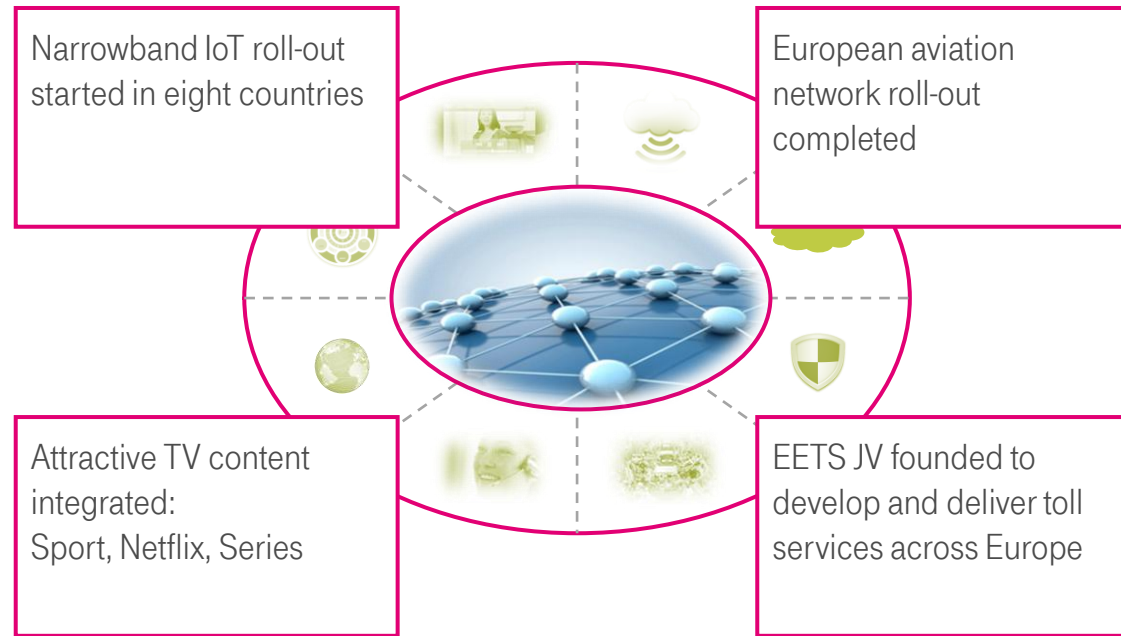 Narrowband IoT roll-out
started in eight countries
European aviation
network roll-out
completed
Attractive TV content
integrated:
Sport, Netflix, Series
EETS JV founded to
develop and deliver toll
services across Europe